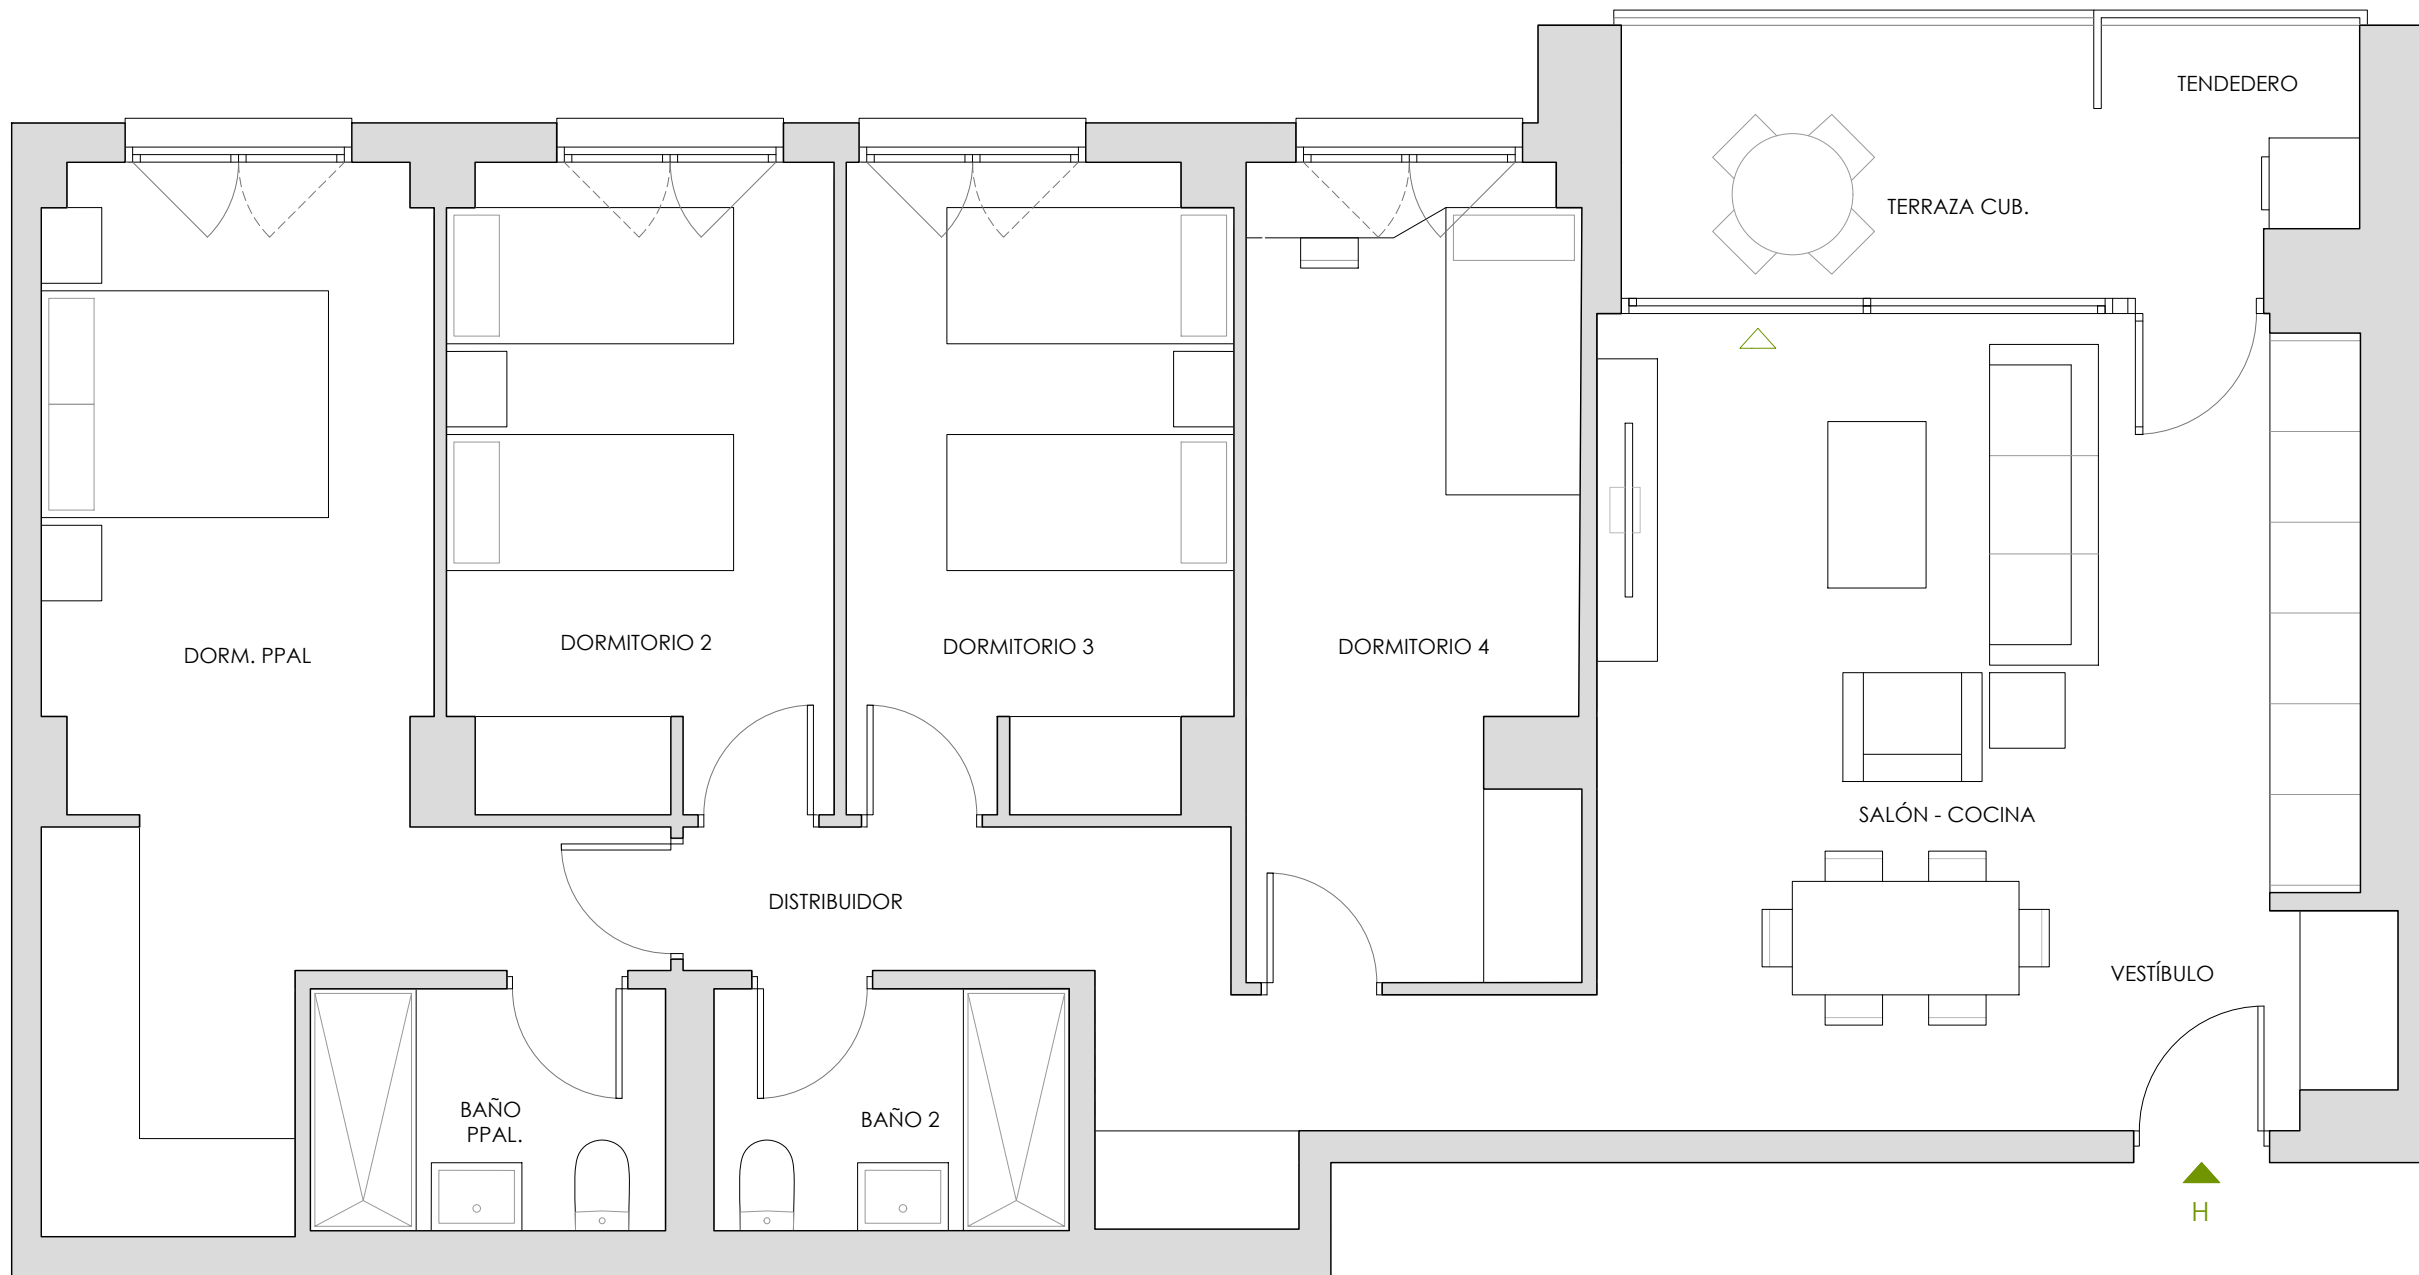 TENDEDERO
TERRAZA CUB.
DORM. PPAL
DORMITORIO 2
DORMITORIO 3
DORMITORIO 4
SALÓN - COCINA
DISTRIBUIDOR
VESTÍBULO
BAÑO
PPAL.
BAÑO 2
H